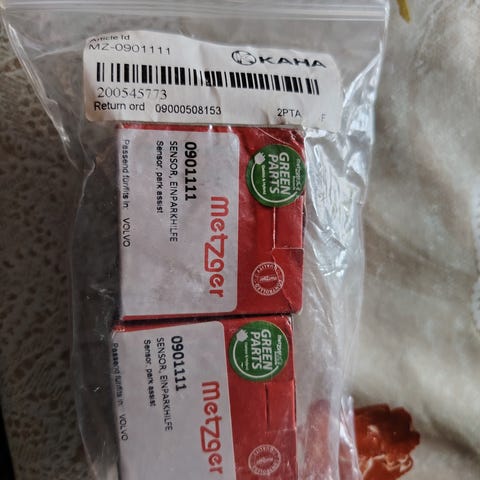 Article Id
MZ-0901111
KAHA
200545773
Return ord 09000508153
2PTA
0901111
SENSOR, EINPARKHILFE
Sensor, park assist
Passend für/fits in: VOLVO
metzger
GREEN
PARTS
QUALITY
CONTROLLED
0901111
SENSOR, EINPARKHILFE
Sensor, park assist
Passend für/fits in: VOLVO
metzger
GREEN
PARTS